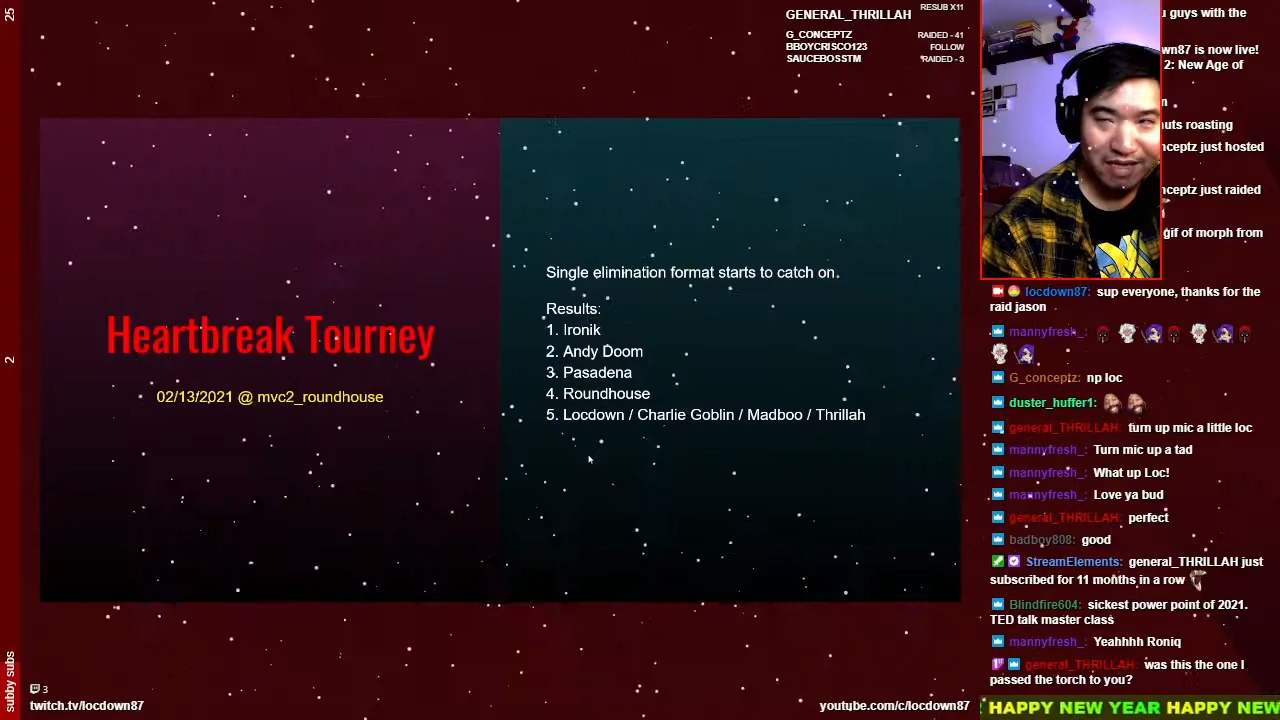 25
2
subby subs
GENERAL_THRILLAH RESUB X11
G_CONCEPTZ RAIDED - 41
BBOYCRISCO123 FOLLOW
SAUCEBOSSTM RAIDED - 3
Heartbreak Tourney
02/13/2021 @ mvc2_roundhouse
Single elimination format starts to catch on.
Results:
1. Ironik
2. Andy Doom
3. Pasadena
4. Roundhouse
5. Locdown / Charlie Goblin / Madboo / Thrillah
3
twitch.tv/locdown87
youtube.com/c/locdown87
u guys with the
wn87 is now live!
2: New Age of
uts roasting
nceptz just hosted
nceptz just raided
gif of morph from
locdown87: sup everyone, thanks for the
raid jason
mannyfresh_:
G_conceptz: np loc
duster_huffer1:
general_THRILLAH: turn up mic a little loc
mannyfresh_: Turn mic up a tad
mannyfresh_: What up Loc!
mannyfresh_: Love ya bud
general_THRILLAH: perfect
badboy808: good
StreamElements: general_THRILLAH just
subscribed for 11 months in a row
Blindfire604: sickest power point of 2021.
TED talk master class
mannyfresh_: Yeahhhh Roniq
general_THRILLAH: was this the one I
passed the torch to you?
HAPPY NEW YEAR HAPPY NEW